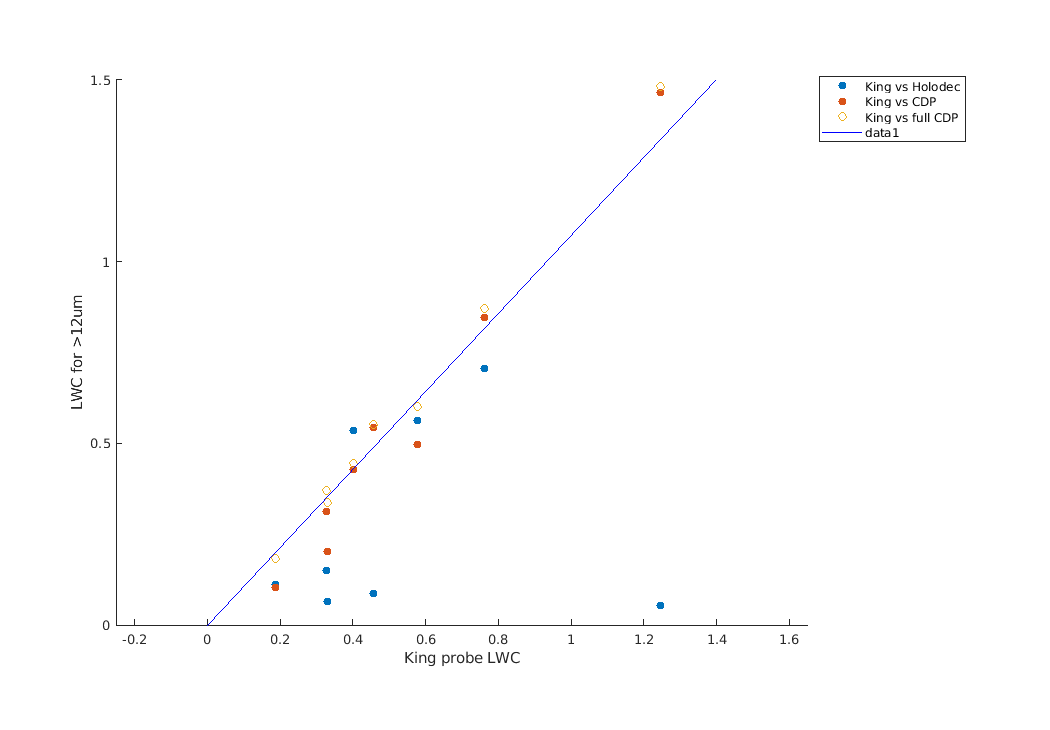 1.5
1
0.5
0
-0.2 0 0.2 0.4 0.6 0.8 1 1.2 1.4 1.6
King probe LWC
LWC for >12um
King vs Holodec
King vs CDP
King vs full CDP
data1